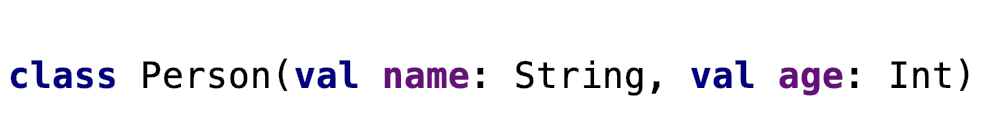 class Person(val name: String, val age: Int)